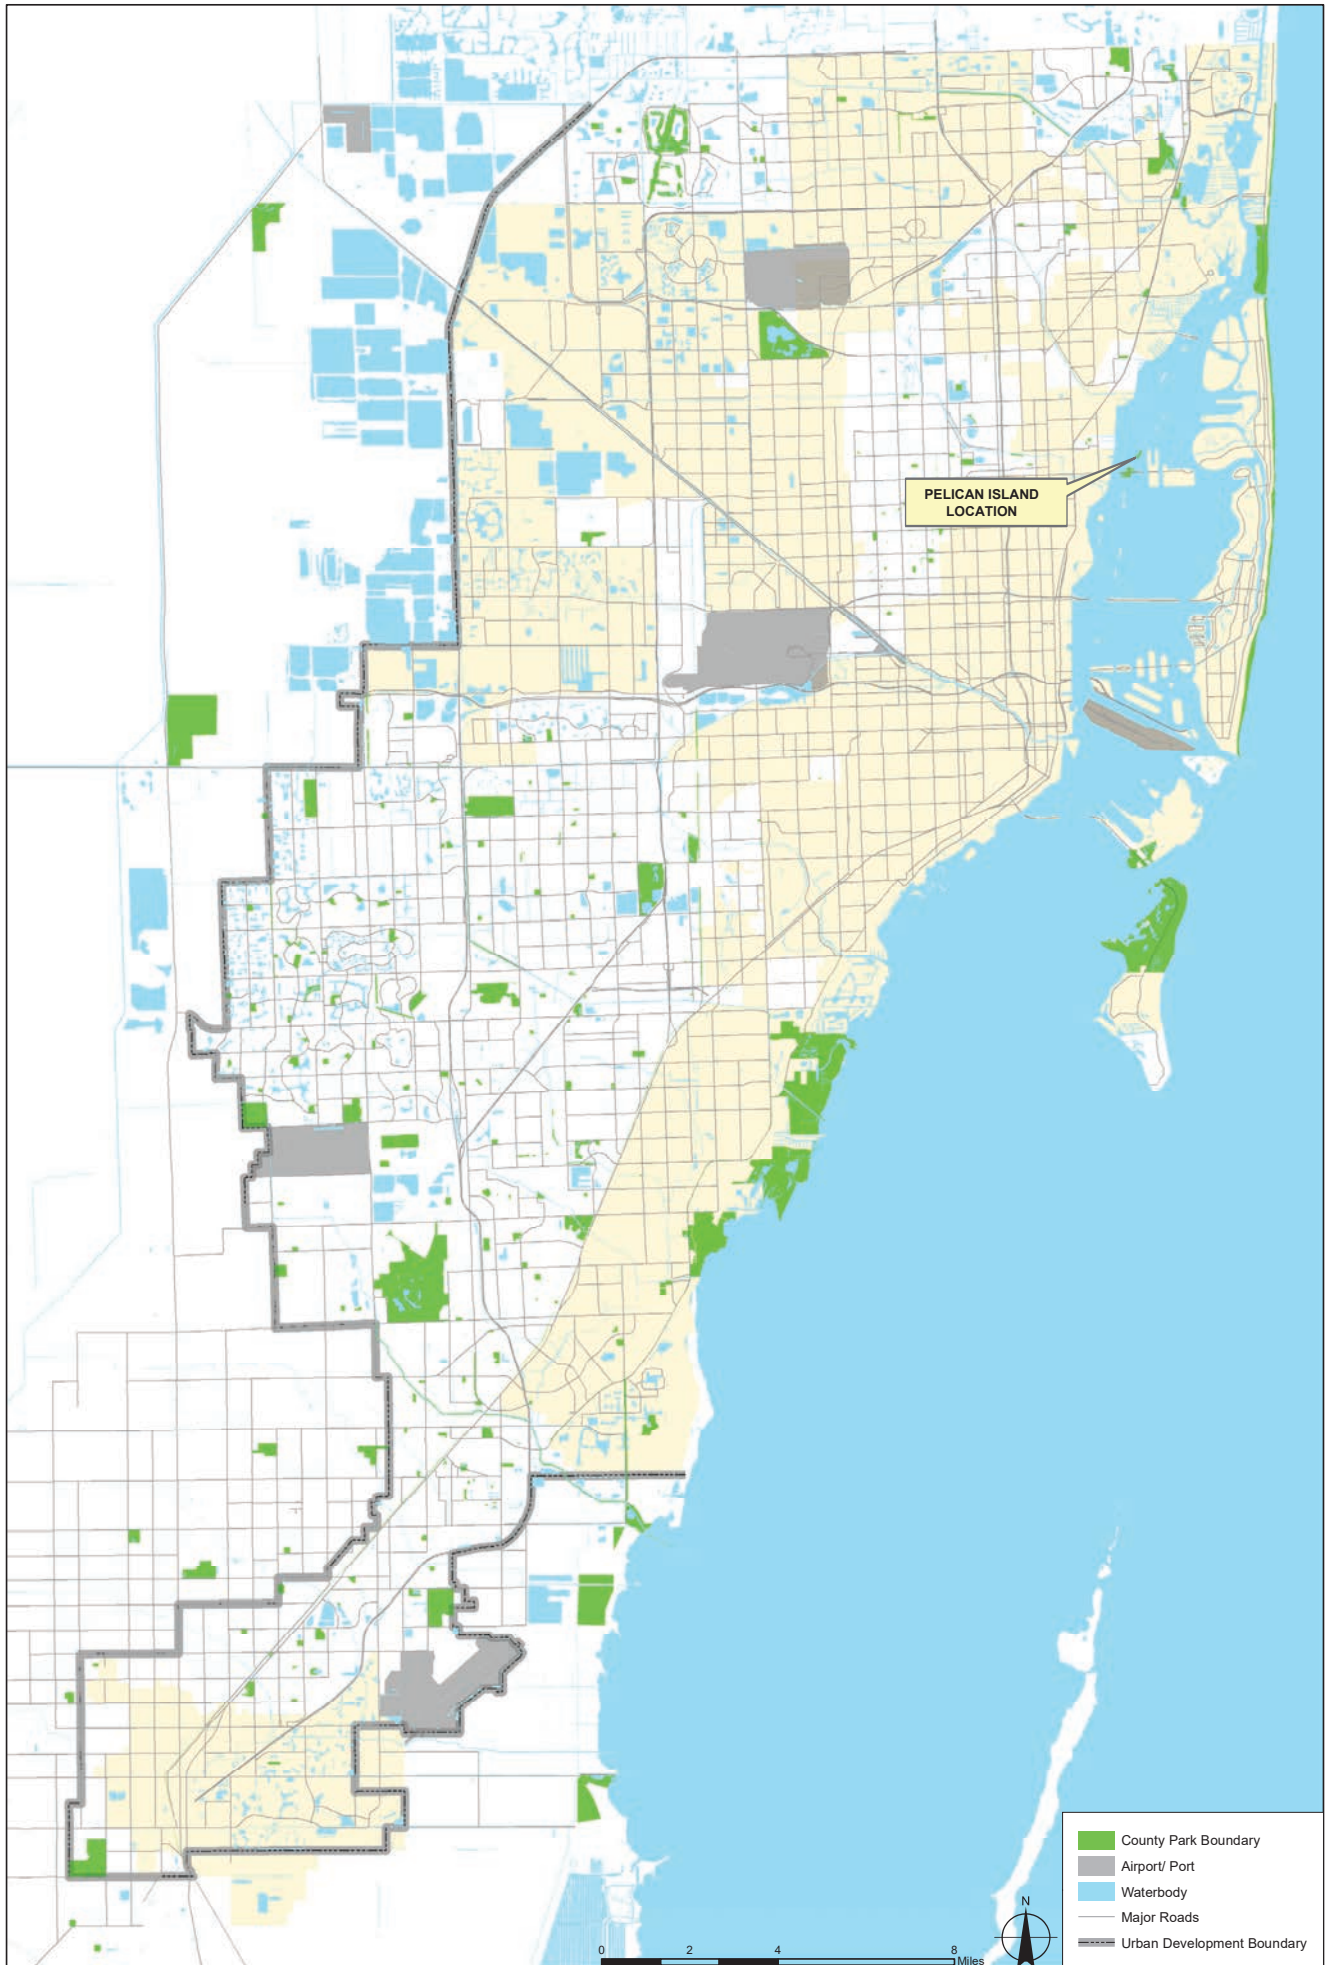 PELICAN ISLAND
LOCATION
County Park Boundary
Airport/ Port
Waterbody
Major Roads
Urban Development Boundary
N
0 2 4 8
Miles